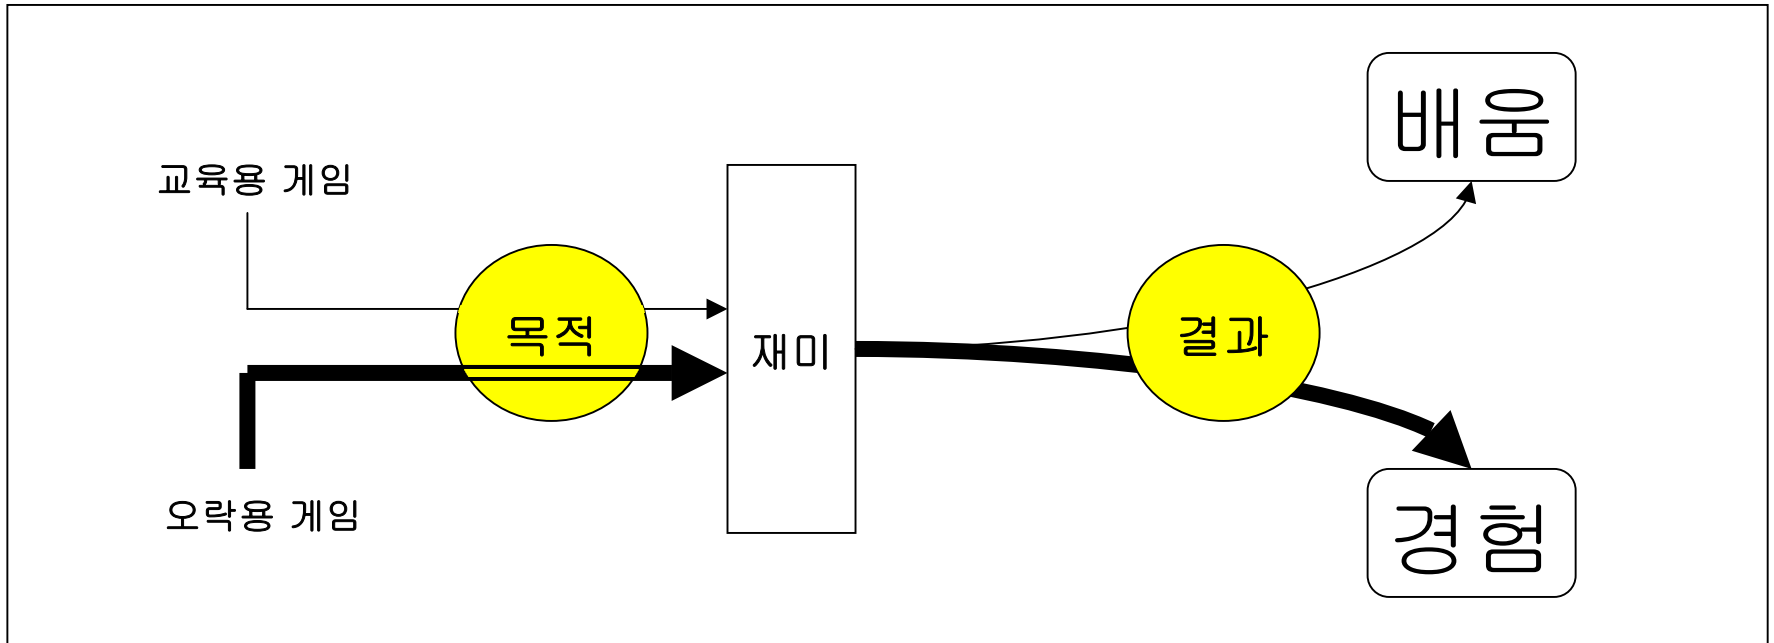 배움
교육용 게임
목적
재미
결과
오락용 게임
경험